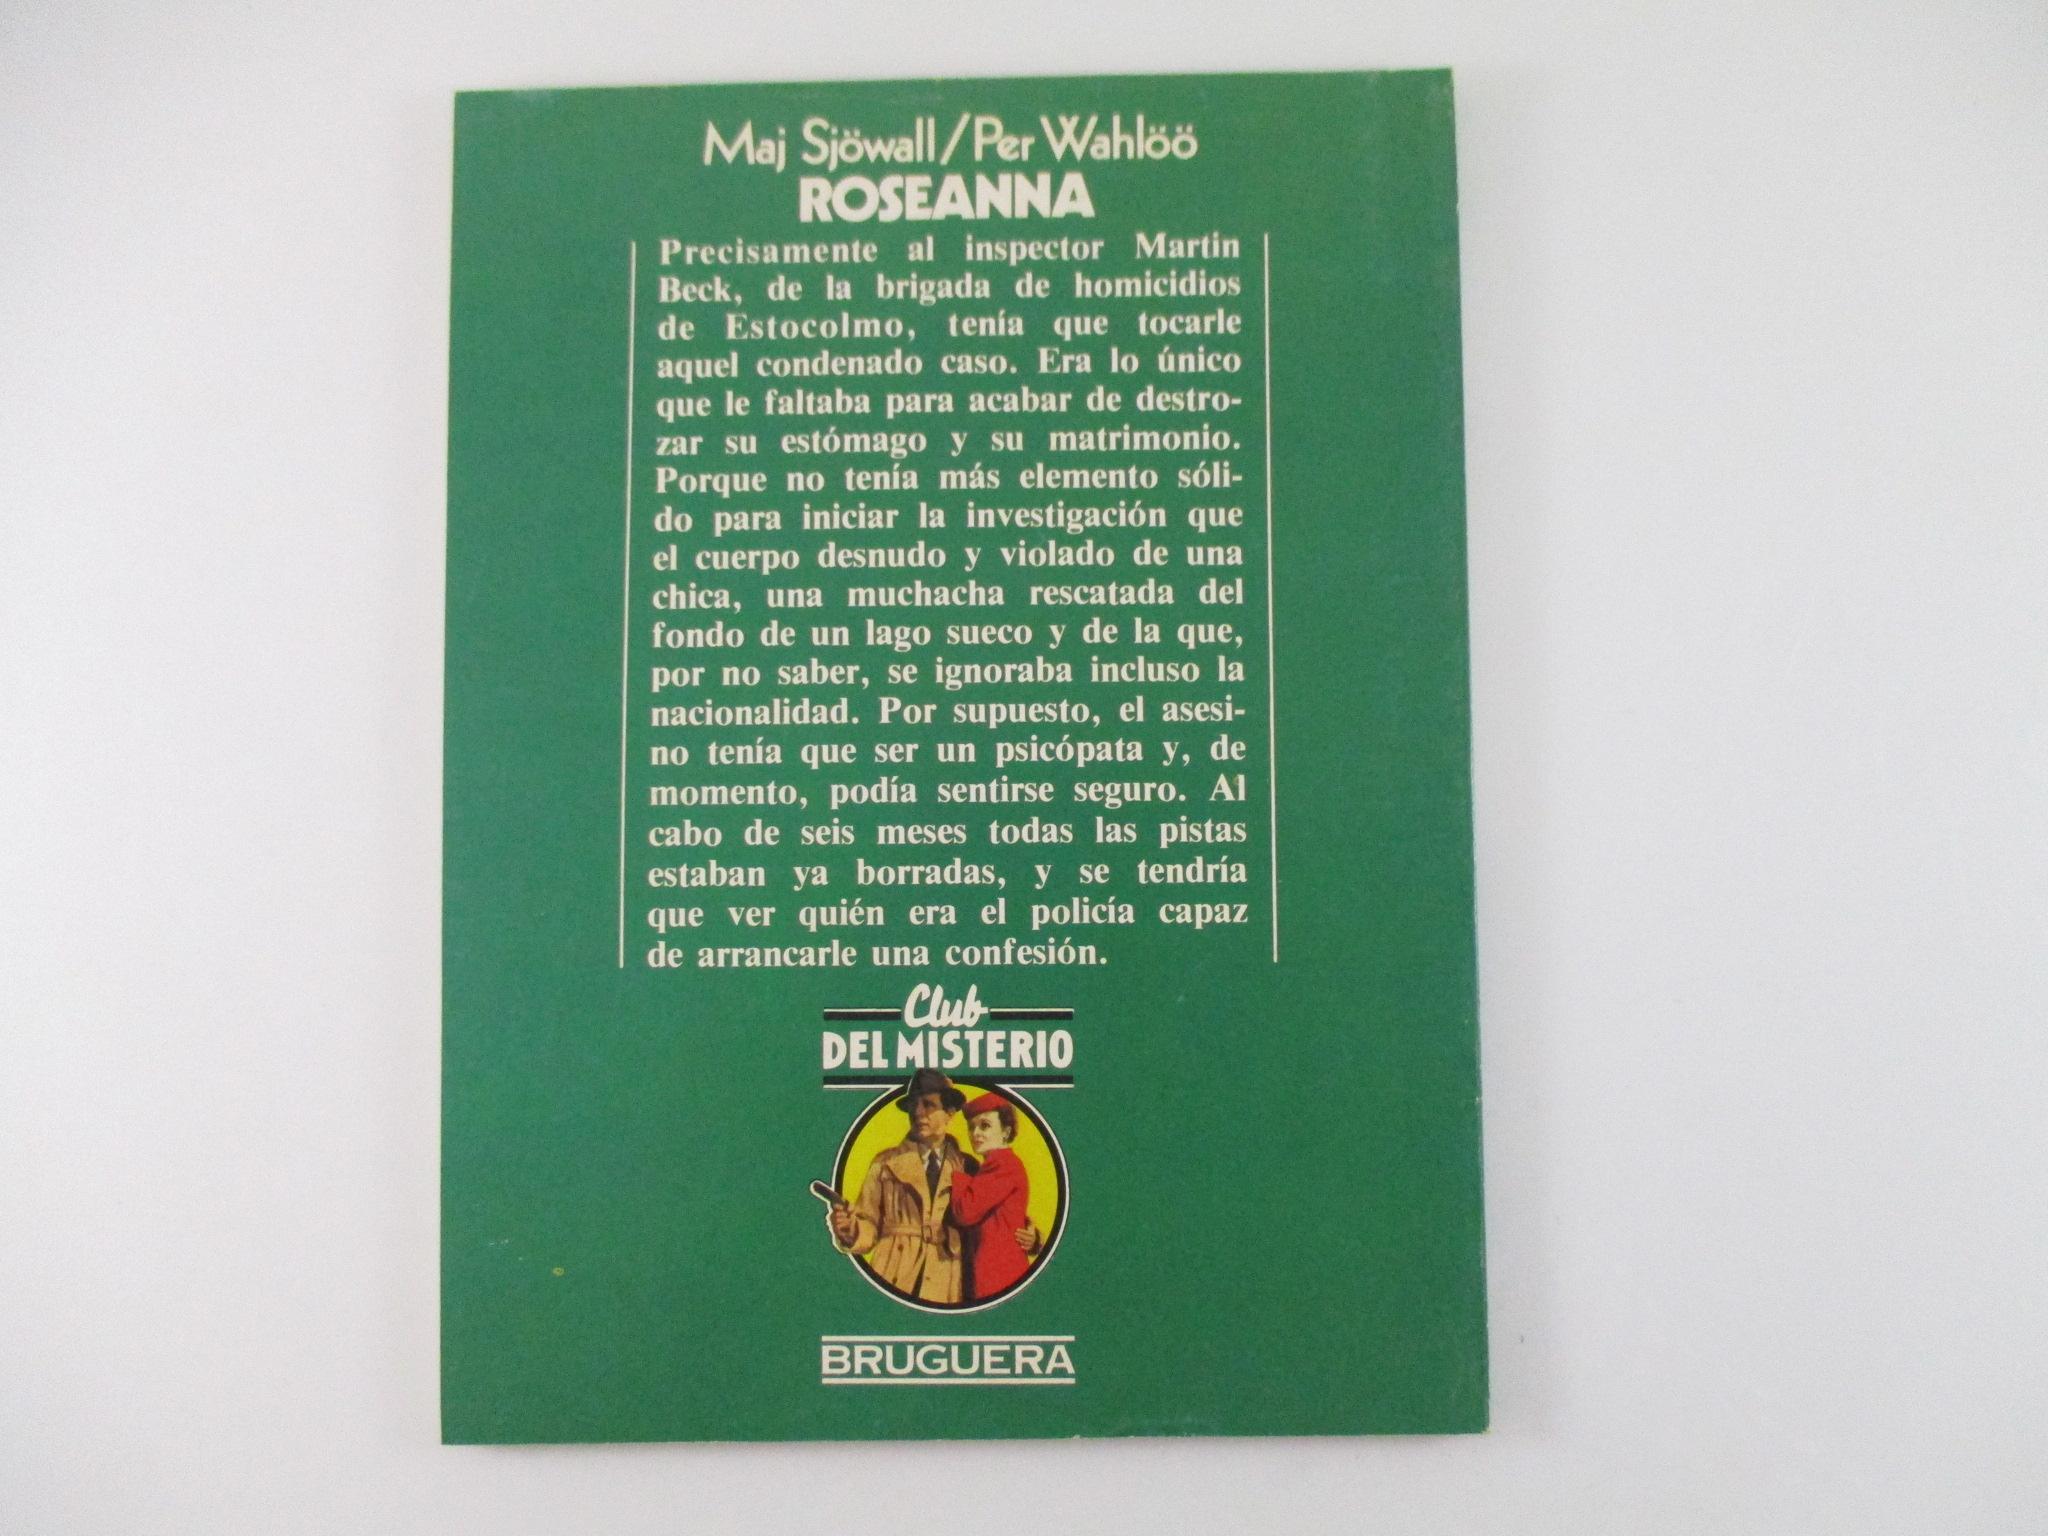 Maj Sjöwall/Per Wahlöö
ROSEANNA
Precisamente al inspector Martin
Beck, de la brigada de homicidios
de Estocolmo, tenía que tocarle
aquel condenado caso. Era lo único
que le faltaba para acabar de destro-
zar su estómago y su matrimonio.
Porque no tenía más elemento sóli-
do para iniciar la investigación que
el cuerpo desnudo y violado de una
chica, una muchacha rescatada del
fondo de un lago sueco y de la que,
por no saber, se ignoraba incluso la
nacionalidad. Por supuesto, el asesi-
no tenía que ser un psicópata y, de
momento, podía sentirse seguro. Al
cabo de seis meses todas las pistas
estaban ya borradas, y se tendría
que ver quién era el policía capaz
de arrancarle una confesión.
Club
DEL MISTERIO
BRUGUERA